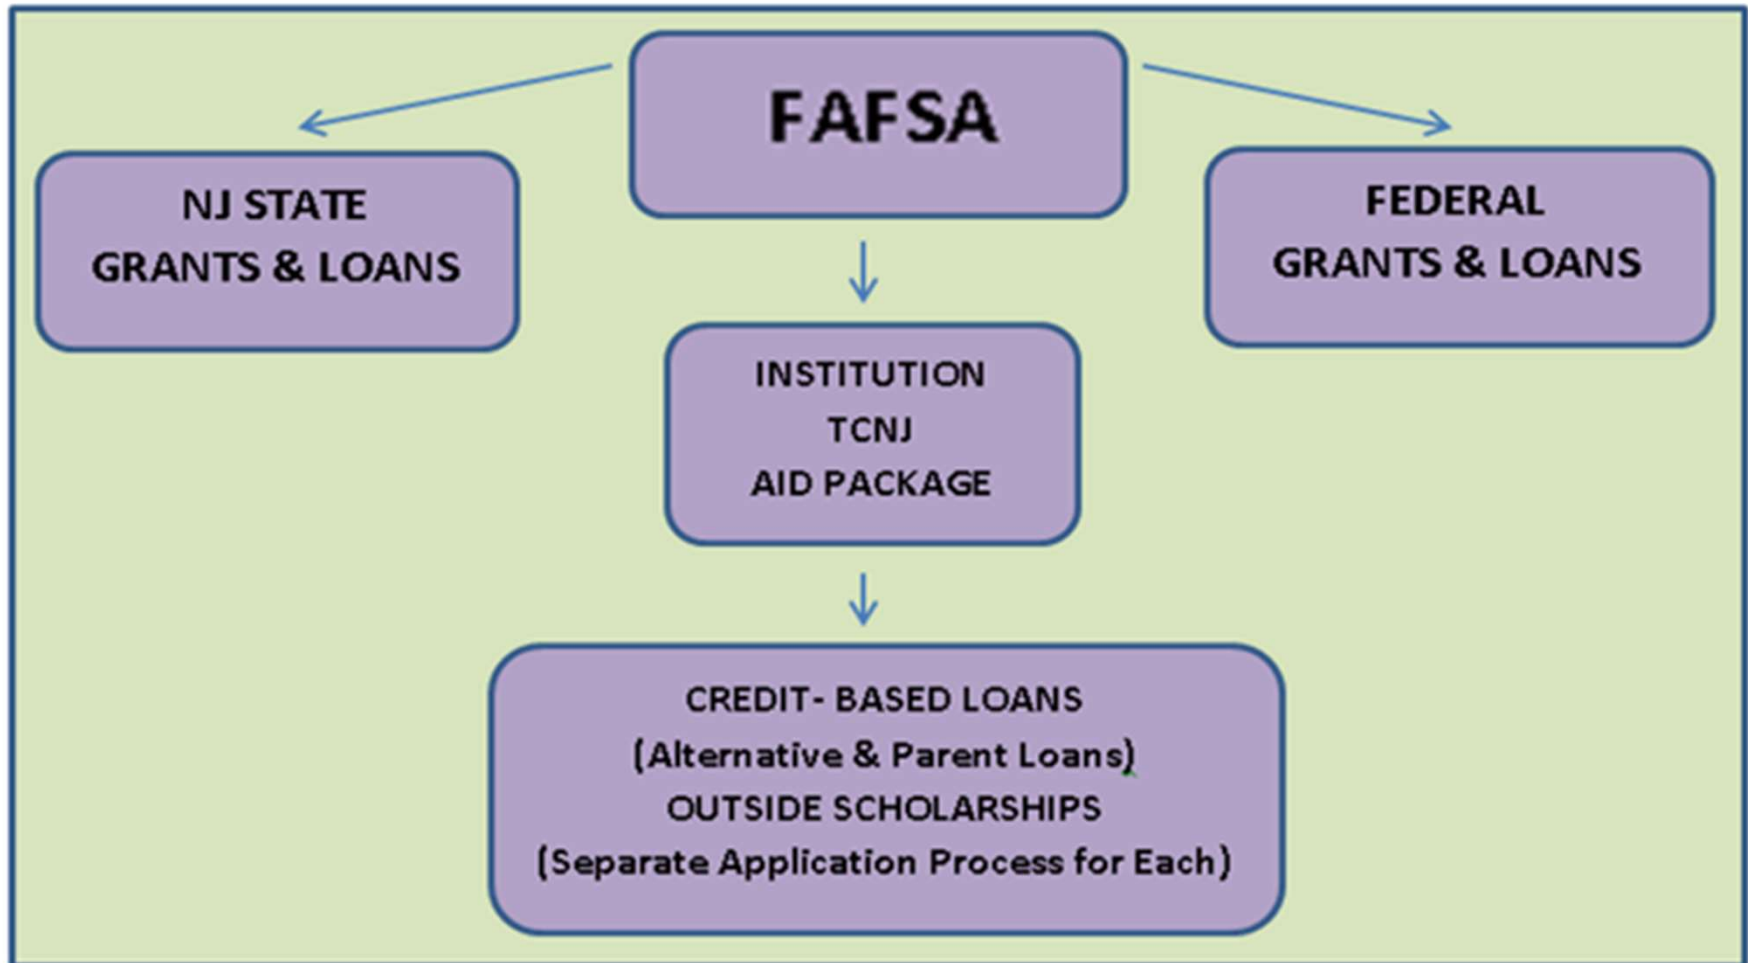 FAFSA
NJ STATE
GRANTS & LOANS
FEDERAL
GRANTS & LOANS
INSTITUTION
TCNJ
AID PACKAGE
CREDIT- BASED LOANS
(Alternative & Parent Loans)
OUTSIDE SCHOLARSHIPS
(Separate Application Process for Each)